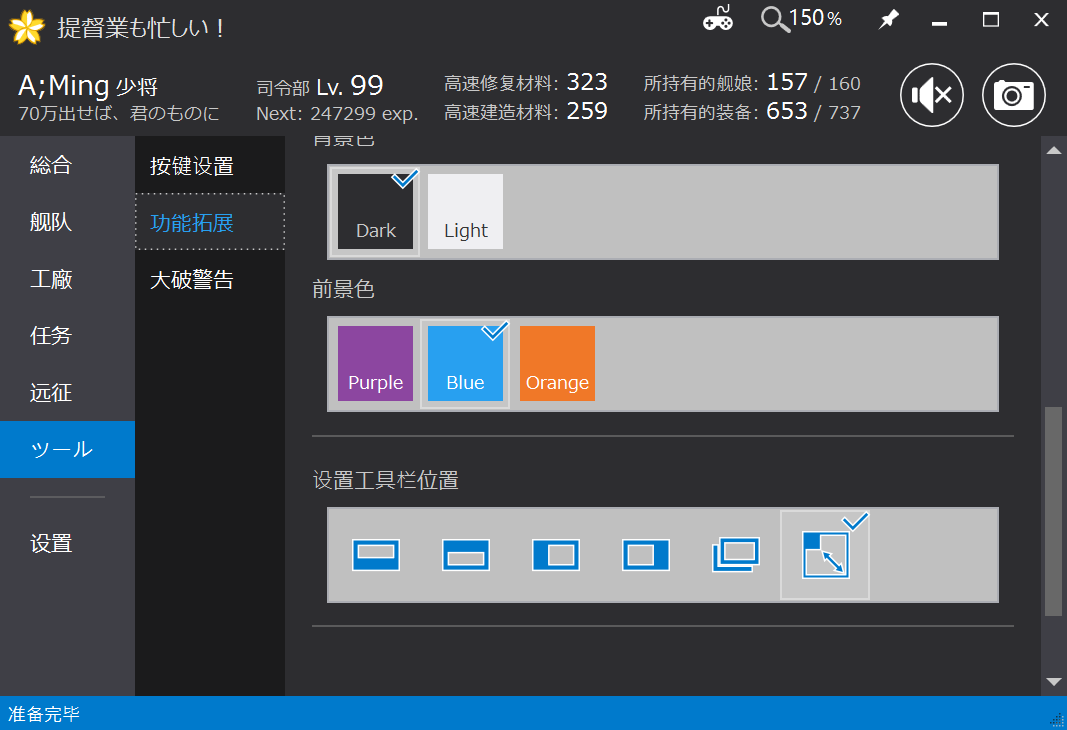 提督業も忙しい！
150%
A;Ming 少将
70万出せば、君のものに
司令部 Lv. 99
Next: 247299 exp.
高速修复材料: 323
高速建造材料: 259
所持有的舰娘: 157 / 160
所持有的装备: 653 / 737
総合
舰队
工廠
任务
远征
ツール
设置
按键设置
功能拓展
大破警告
背景色
Dark
Light
前景色
Purple
Blue
Orange
设置工具栏位置
准备完毕